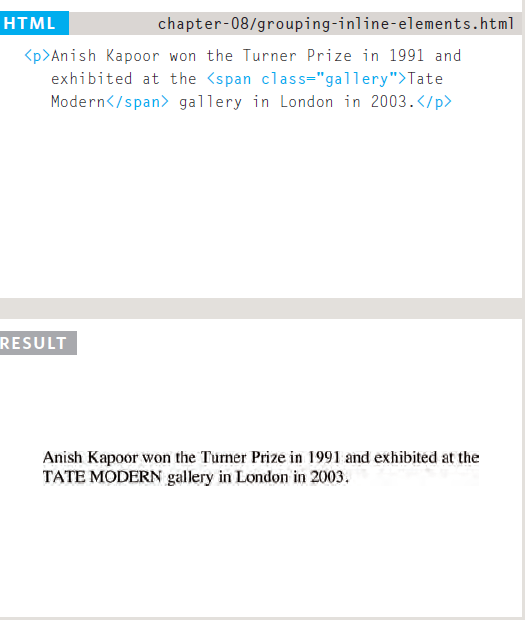 HTML chapter-08/grouping-inline-elements.html
<p>Anish Kapoor won the Turner Prize in 1991 and
exhibited at the <span class="gallery">Tate
Modern</span> gallery in London in 2003.</p>
RESULT
Anish Kapoor won the Turner Prize in 1991 and exhibited at the
TATE MODERN gallery in London in 2003.